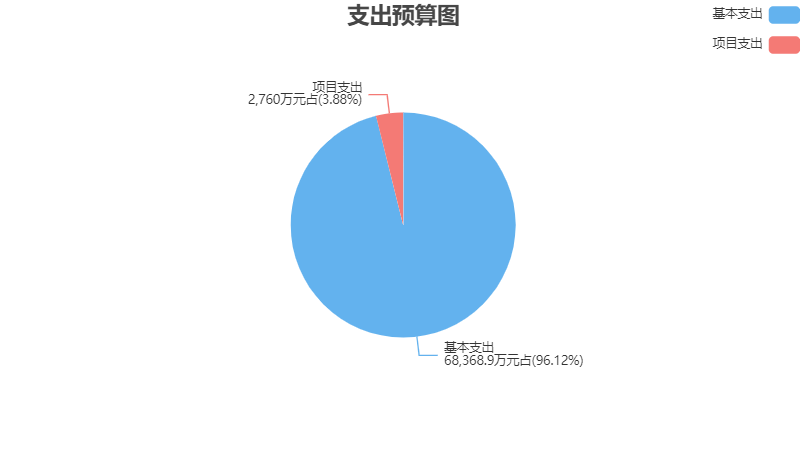 支出预算图
基本支出
项目支出
项目支出
2,760万元占(3.88%)
基本支出
68,368.9万元占(96.12%)